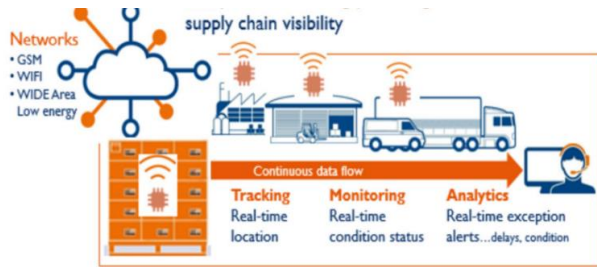 supply chain visibility
Networks
• GSM
• WIFI
• WIDE Area
Low energy
Continuous data flow
Tracking
Real-time
location
Monitoring
Real-time
condition status
Analytics
Real-time exception
alerts...delays, condition